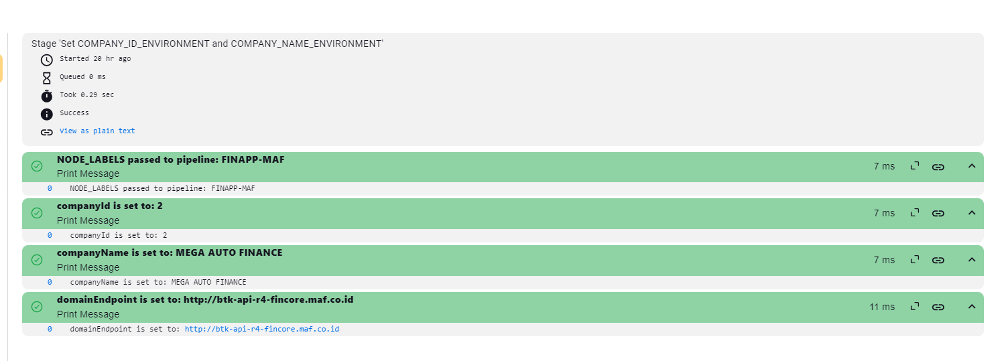 Stage 'Set COMPANY_ID_ENVIRONMENT and COMPANY_NAME_ENVIRONMENT'
Started 20 hr ago
Queued 0 ms
Took 0.29 sec
Success
View as plain text
NODE_LABELS passed to pipeline: FINAPP-MAF
Print Message
7 ms
0 NODE_LABELS passed to pipeline: FINAPP-MAF
companyId is set to: 2
Print Message
7 ms
0 companyId is set to: 2
companyName is set to: MEGA AUTO FINANCE
Print Message
7 ms
0 companyName is set to: MEGA AUTO FINANCE
domainEndpoint is set to: http://btk-api-r4-fincore.maf.co.id
Print Message
11 ms
0 domainEndpoint is set to: http://btk-api-r4-fincore.maf.co.id